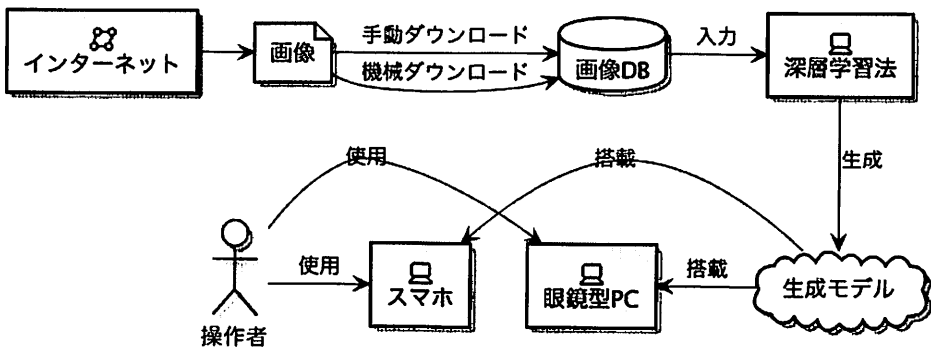 インターネット
画像
手動ダウンロード
機械ダウンロード
画像DB
入力
深層学習法
生成
使用
搭載
使用
スマホ
眼鏡型PC
搭載
生成モデル
操作者